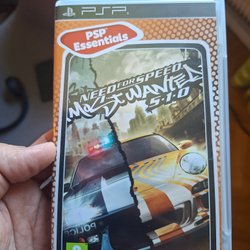 PSP
PSP
Essentials
NEED FOR SPEED
MOST WANTED
5-1-0
POLICE